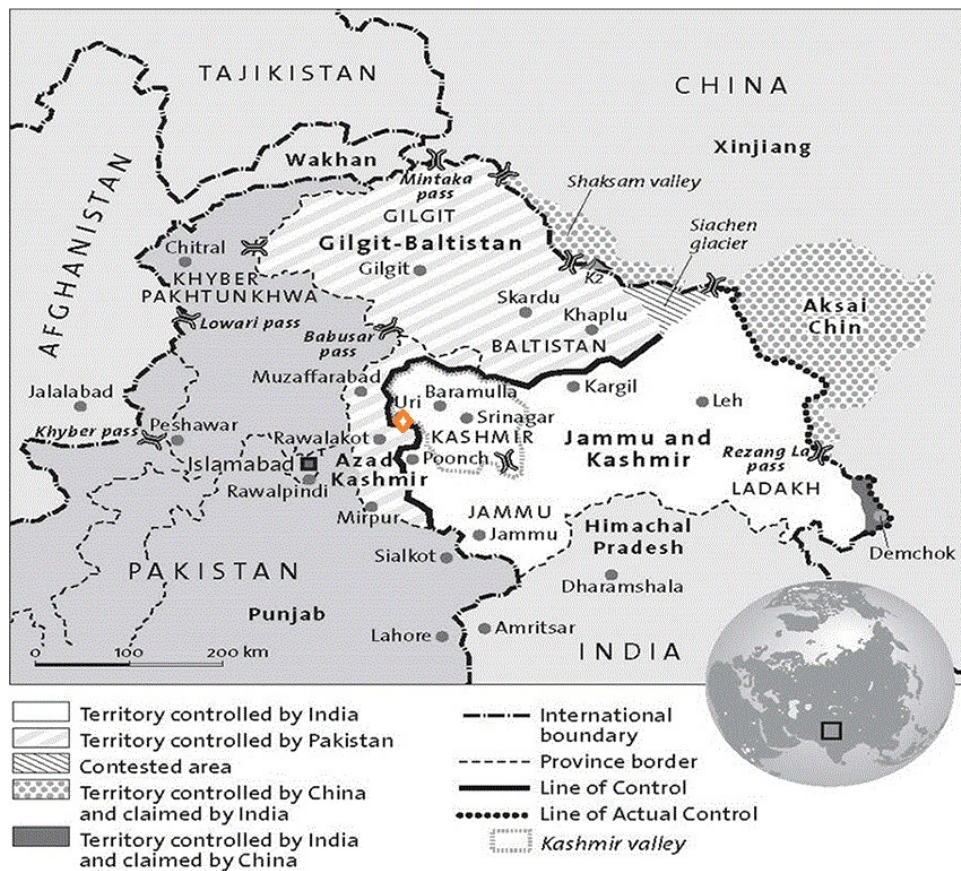 TAJIKISTAN
CHINA
Xinjiang
Wakhan
Mintaka
pass
Shaksam valley
Siachen
glacier
AFGHANISTAN
GILGIT
Gilgit-Baltistan
Chitral
Gilgit
K2
KHYBER
PAKHTUNKHWA
Skardu
Aksai
Chin
Lowari pass
Babusar
pass
Khaplu
BALTISTAN
Muzaffarabad
Baramulla
Kargil
Jalalabad
Uri
Leh
Srinagar
Khyber pass
Peshawar
Rawalakot
KASHMIR
Jammu and
Kashmir
Islamabad
Azad
Kashmir
Poonch
Rezang La
pass
Rawalpindi
LADAKH
Mirpur
JAMMU
Jammu
Himachal
Pradesh
Sialkot
Demchok
PAKISTAN
Dharamshala
Punjab
Lahore
Amritsar
INDIA
0 100 200 km
Territory controlled by India
Territory controlled by Pakistan
Contested area
Territory controlled by China
and claimed by India
Territory controlled by India
and claimed by China
International
boundary
Province border
Line of Control
Line of Actual Control
Kashmir valley